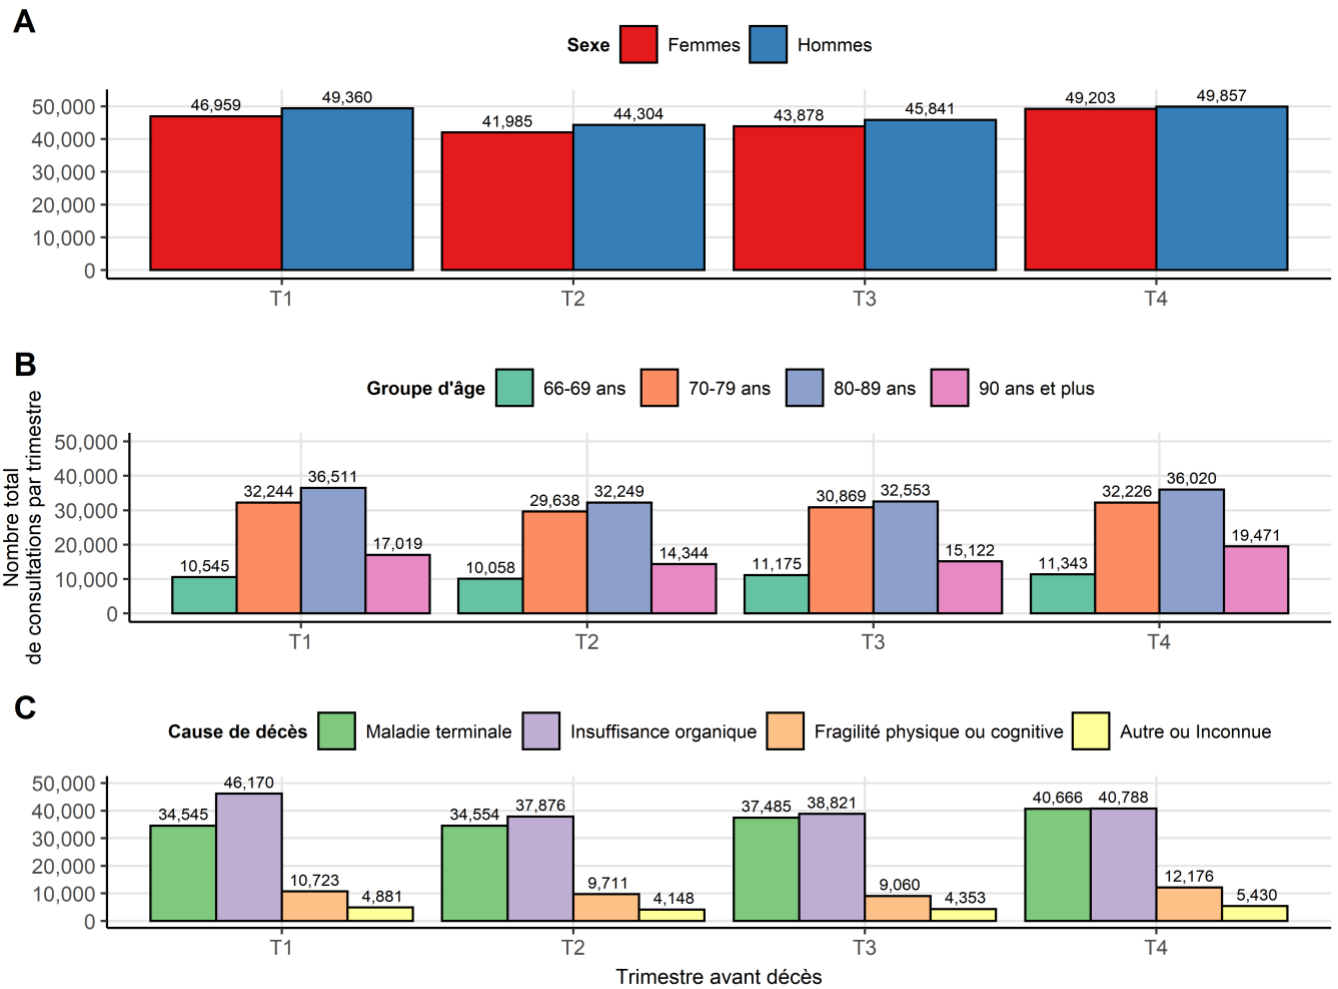 A
Sexe Femmes Hommes
50,000
40,000
30,000
20,000
10,000
0
46,959 49,360 41,985 44,304 43,878 45,841 49,203 49,857
T1 T2 T3 T4
B
Groupe d'âge 66-69 ans 70-79 ans 80-89 ans 90 ans et plus
Nombre total
de consultations par trimestre
50,000
40,000
30,000
20,000
10,000
0
10,545 32,244 36,511 17,019 10,058 29,638 32,249 14,344 11,175 30,869 32,553 15,122 11,343 32,226 36,020 19,471
T1 T2 T3 T4
C
Cause de décès Maladie terminale Insuffisance organique Fragilité physique ou cognitive Autre ou Inconnue
50,000
40,000
30,000
20,000
10,000
0
34,545 46,170 10,723 4,881 34,554 37,876 9,711 4,148 37,485 38,821 9,060 4,353 40,666 40,788 12,176 5,430
T1 T2 T3 T4
Trimestre avant décès